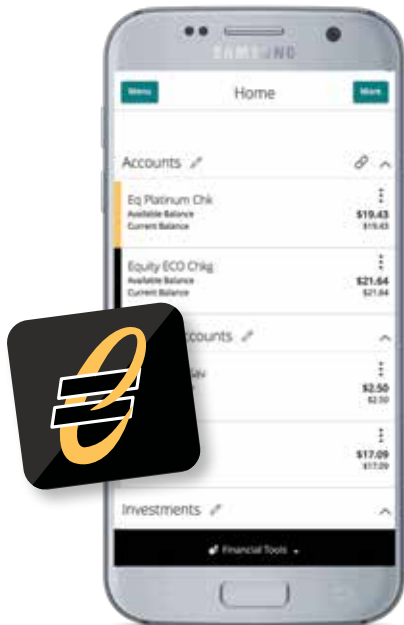 SAMSUNG
Menu
Home
More
Accounts
Eq Platinum Chk
Available Balance
$19.43
Current Balance
$19.43
Equity ECO Chkg
Available Balance
$21.64
Current Balance
$21.64
counts
$2.50
$2.50
$17.09
$17.09
Investments
Financial Tools